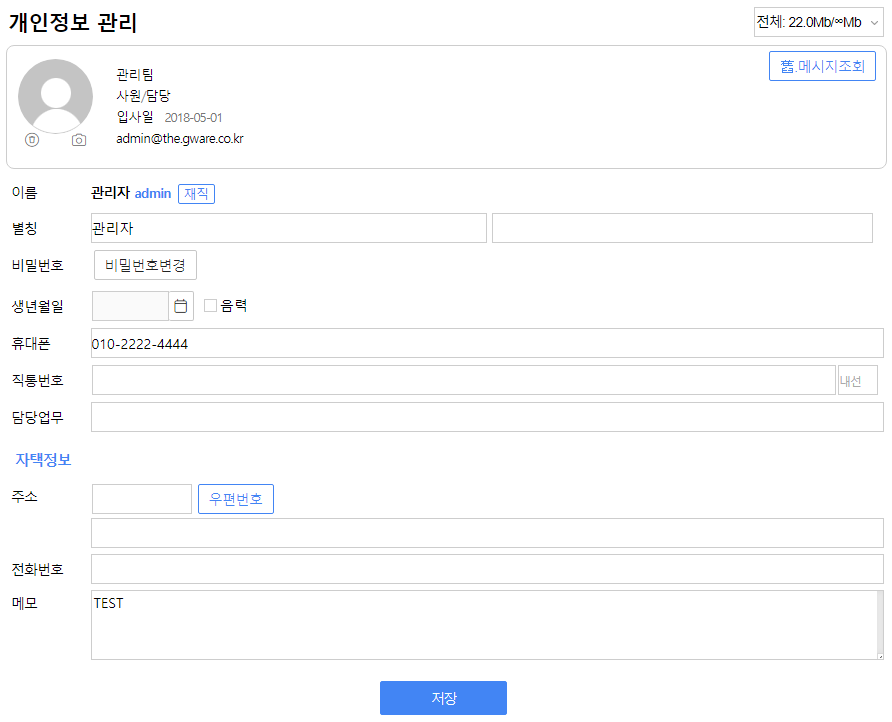 개인정보 관리
전체: 22.0Mb/∞Mb
舊.메시지조회
관리팀
사원/담당
입사일 2018-05-01
admin@the.gware.co.kr
이름 관리자 admin 재직
별칭 관리자
비밀번호 비밀번호변경
생년월일 음력
휴대폰 010-2222-4444
직통번호 내선
담당업무
자택정보
주소 우편번호
전화번호
메모 TEST
저장